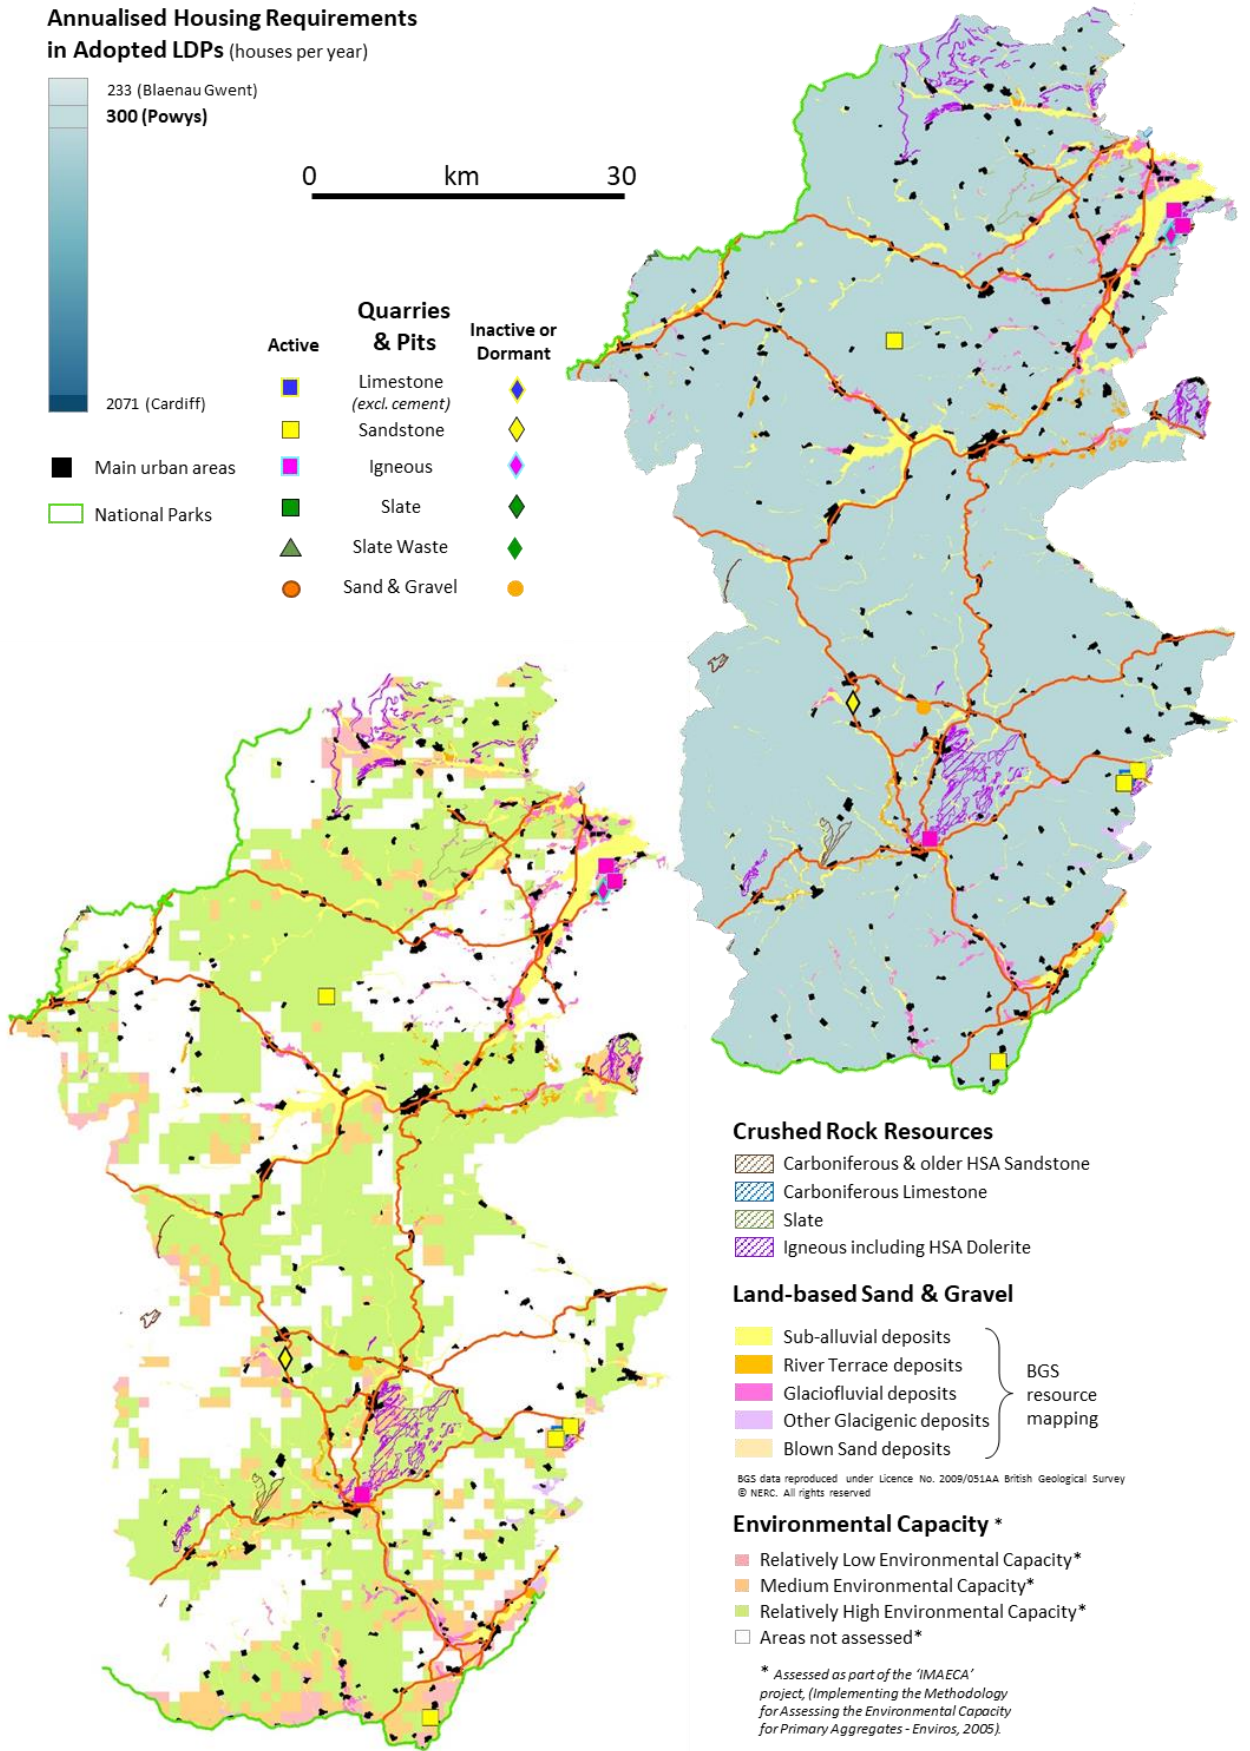 Annualised Housing Requirements
in Adopted LDPs (houses per year)
233 (Blaenau Gwent)
300 (Powys)
2071 (Cardiff)
0 km 30
Main urban areas
National Parks
Quarries
& Pits
Active
Inactive or
Dormant
Limestone
(excl. cement)
Sandstone
Igneous
Slate
Slate Waste
Sand & Gravel
Crushed Rock Resources
Carboniferous & older HSA Sandstone
Carboniferous Limestone
Slate
Igneous including HSA Dolerite
Land-based Sand & Gravel
Sub-alluvial deposits
River Terrace deposits
Glaciofluvial deposits
Other Glacigenic deposits
Blown Sand deposits
BGS
resource
mapping
BGS data reproduced under Licence No. 2009/051AA British Geological Survey
© NERC. All rights reserved
Environmental Capacity *
Relatively Low Environmental Capacity*
Medium Environmental Capacity*
Relatively High Environmental Capacity*
Areas not assessed*
* Assessed as part of the ‘IMAECA’
project, (Implementing the Methodology
for Assessing the Environmental Capacity
for Primary Aggregates - Enviros, 2005).